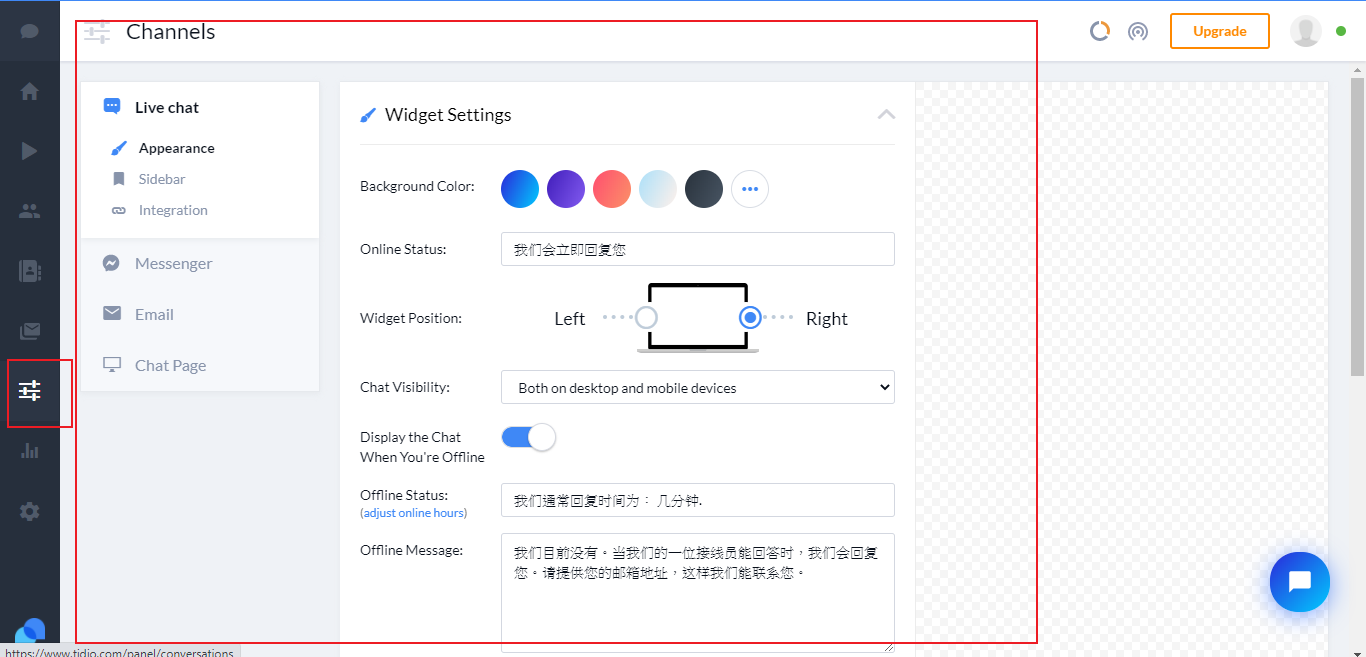 Channels
Upgrade
Live chat
Appearance
Sidebar
Integration
Messenger
Email
Chat Page
Widget Settings
Background Color:
Online Status:
我们会立即回复您
Widget Position:
Left
Right
Chat Visibility:
Both on desktop and mobile devices
Display the Chat
When You're Offline
Offline Status:
(adjust online hours)
我们通常回复时间为： 几分钟.
Offline Message:
我们目前没有。当我们的一位接线员能回答时，我们会回复
您。请提供您的邮箱地址，这样我们能联系您。
https://www.tidio.com/panel/conversations